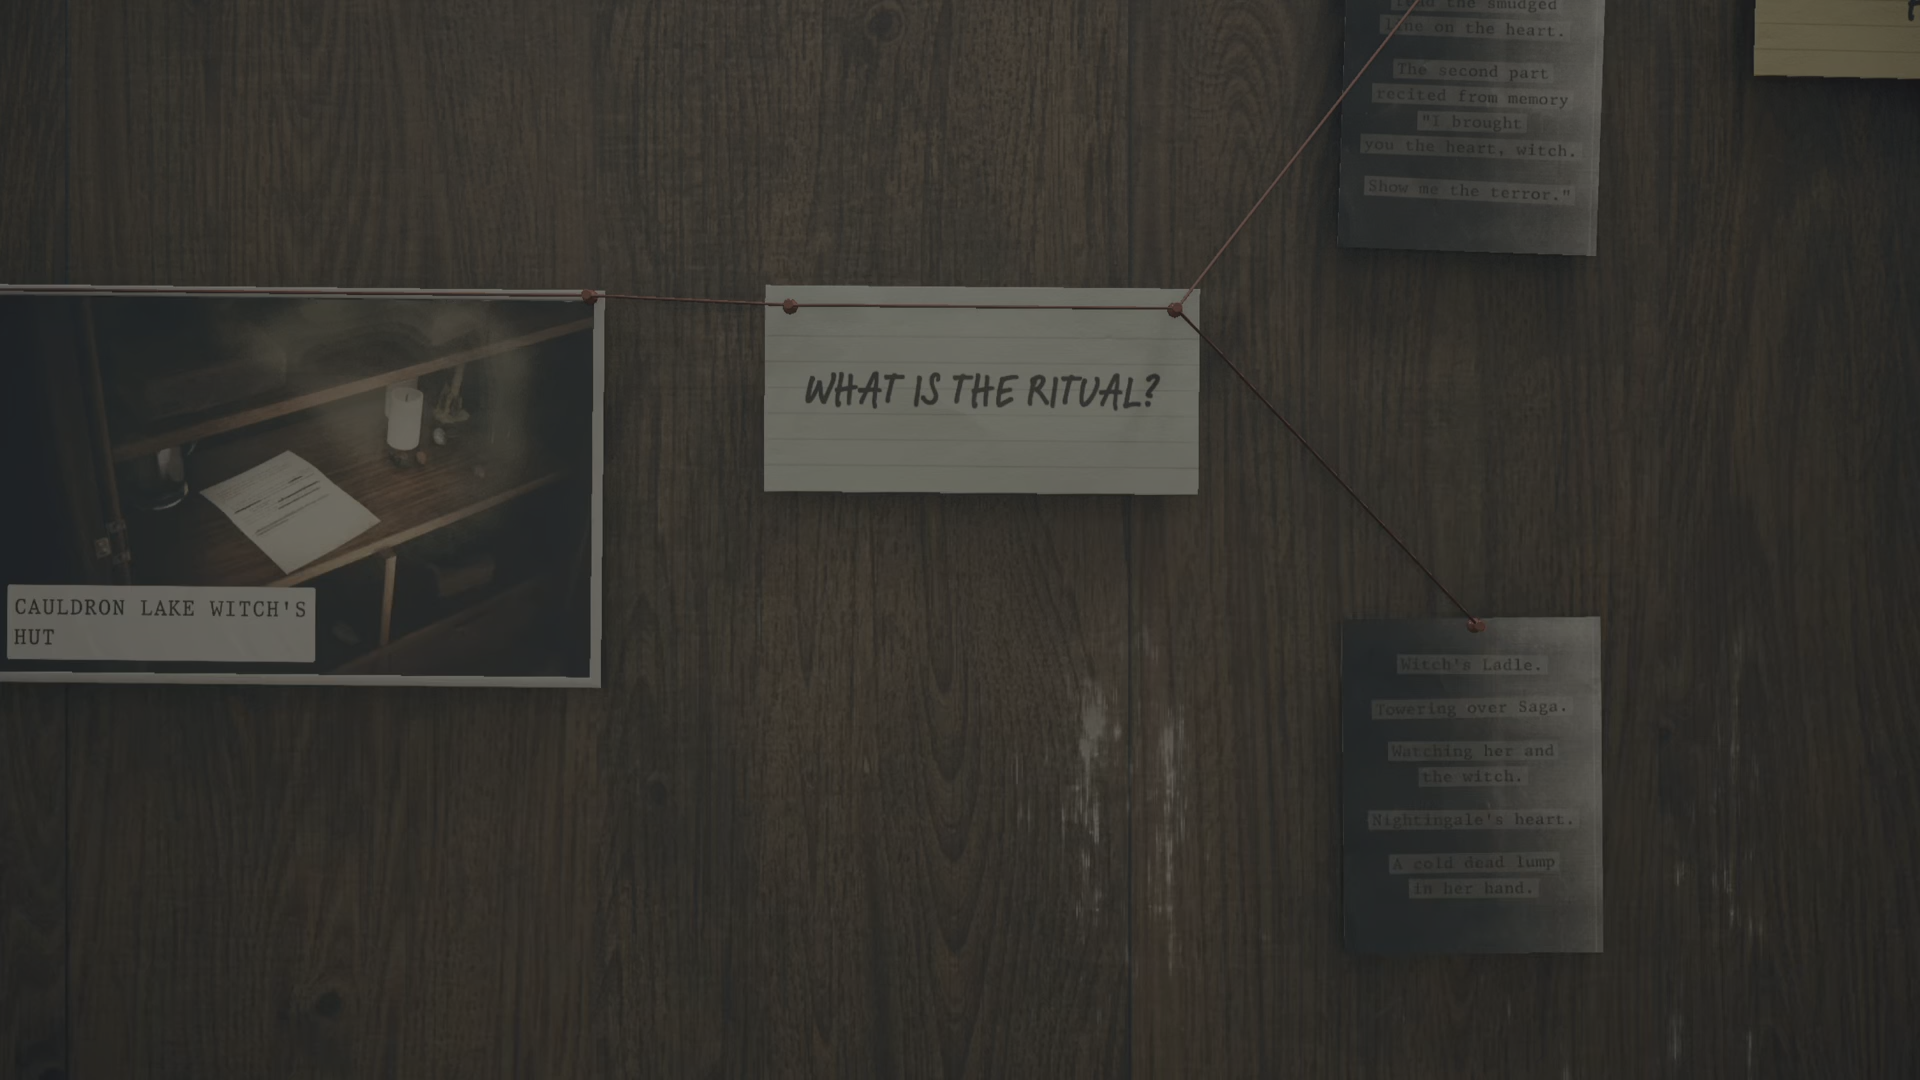 the smudged
line on the heart.
The second part
recited from memory
"I brought
you the heart, witch.
Show me the terror."
WHAT IS THE RITUAL?
CAULDRON LAKE WITCH'S
HUT
Witch's Ladle.
Towering over Saga.
Watching her and
the witch.
Nightingale's heart.
A cold dead lump
in her hand.